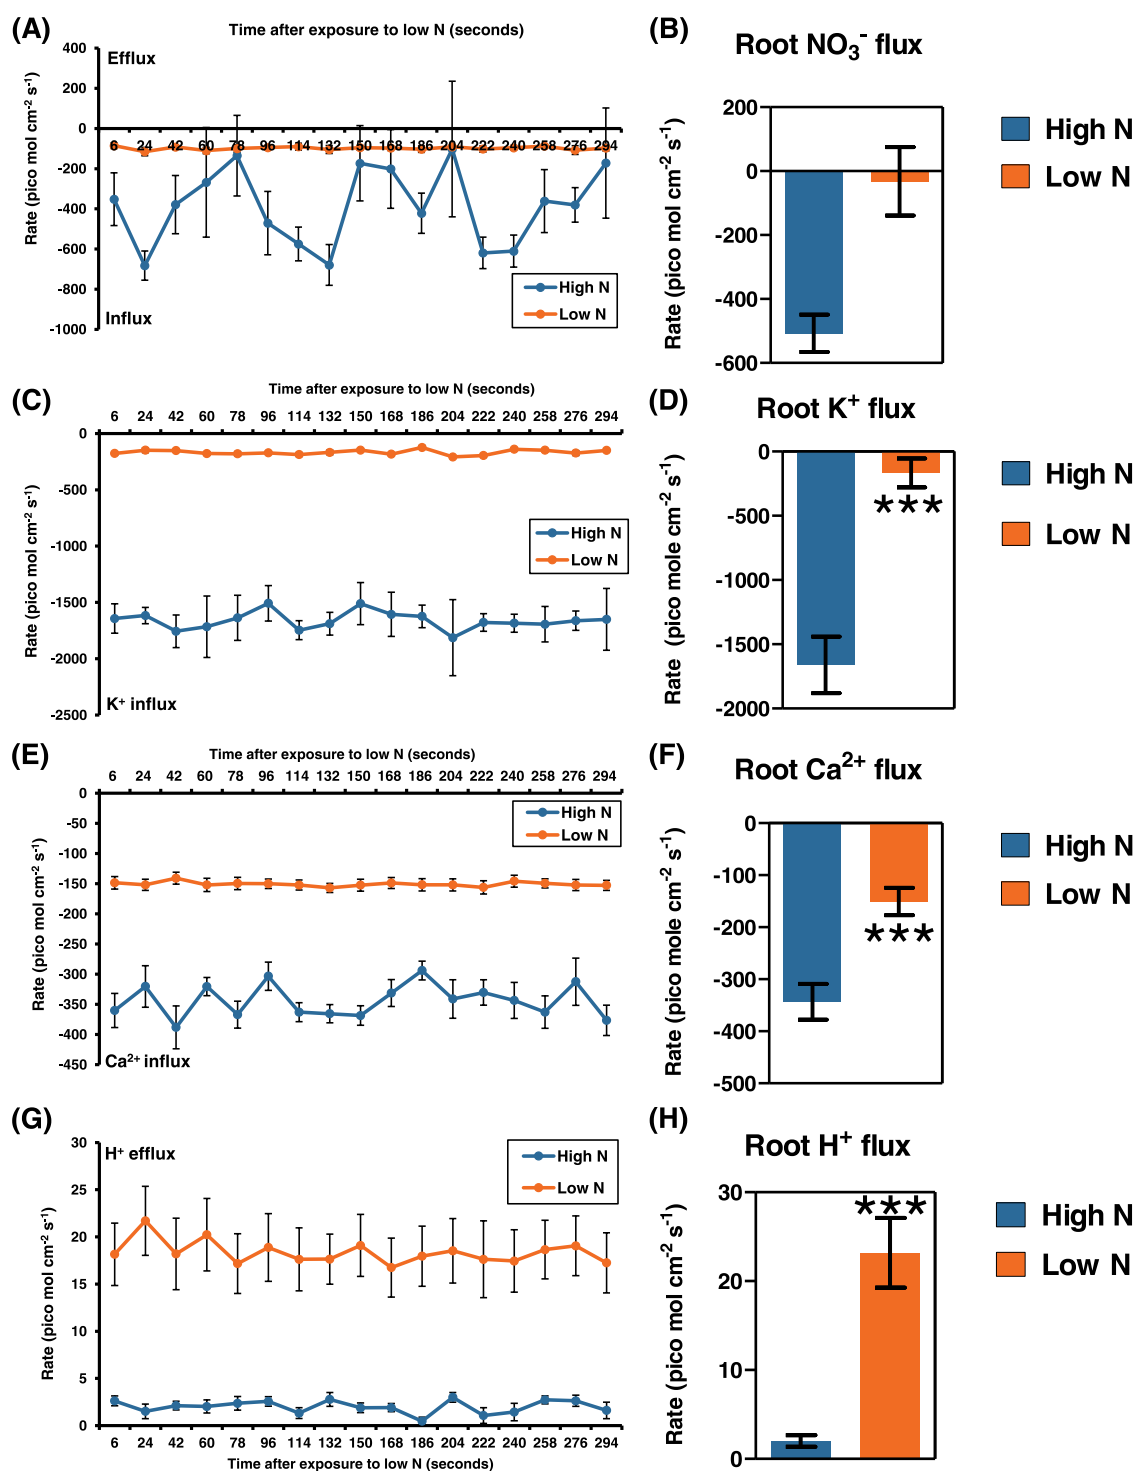 (A)
Time after exposure to low N (seconds)
Efflux
400
200
0
-200
-400
-600
-800
-1000
Rate (pico mol cm⁻² s⁻¹)
6 24 42 60 78 96 114 132 150 168 186 204 222 240 258 276 294
High N
Low N
Influx
(B)
Root NO₃⁻ flux
200
0
-200
-400
-600
Rate (pico mol cm⁻² s⁻¹)
High N
Low N
(C)
Time after exposure to low N (seconds)
6 24 42 60 78 96 114 132 150 168 186 204 222 240 258 276 294
0
-500
-1000
-1500
-2000
-2500
Rate (pico mol cm⁻² s⁻¹)
High N
Low N
K⁺ influx
(D)
Root K⁺ flux
0
-500
-1000
-1500
-2000
Rate (pico mole cm⁻² s⁻¹)
***
High N
Low N
(E)
Time after exposure to low N (seconds)
6 24 42 60 78 96 114 132 150 168 186 204 222 240 258 276 294
0
-50
-100
-150
-200
-250
-300
-350
-400
-450
Rate (pico mol cm⁻² s⁻¹)
High N
Low N
Ca²⁺ influx
(F)
Root Ca²⁺ flux
0
-100
-200
-300
-400
-500
Rate (pico mole cm⁻² s⁻¹)
***
High N
Low N
(G)
30
25
20
15
10
5
0
Rate (pico mol cm⁻² s⁻¹)
H⁺ efflux
High N
Low N
6 24 42 60 78 96 114 132 150 168 186 204 222 240 258 276 294
Time after exposure to low N (seconds)
(H)
Root H⁺ flux
30
20
10
0
Rate (pico mol cm⁻² s⁻¹)
***
High N
Low N